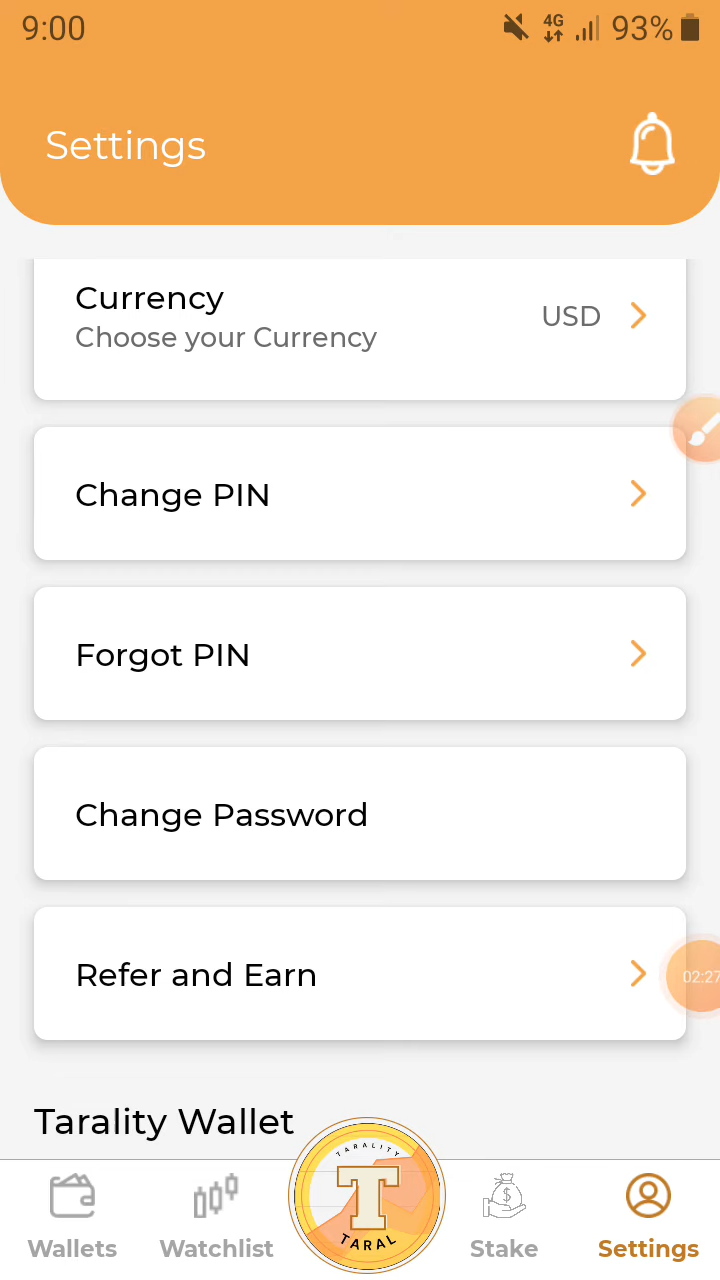 9:00 4G 93%
Settings
Currency
Choose your Currency
USD
Change PIN
Forgot PIN
Change Password
Refer and Earn
02:27
Tarality Wallet
TARALITY
T
TARAL
$
Wallets Watchlist Stake Settings